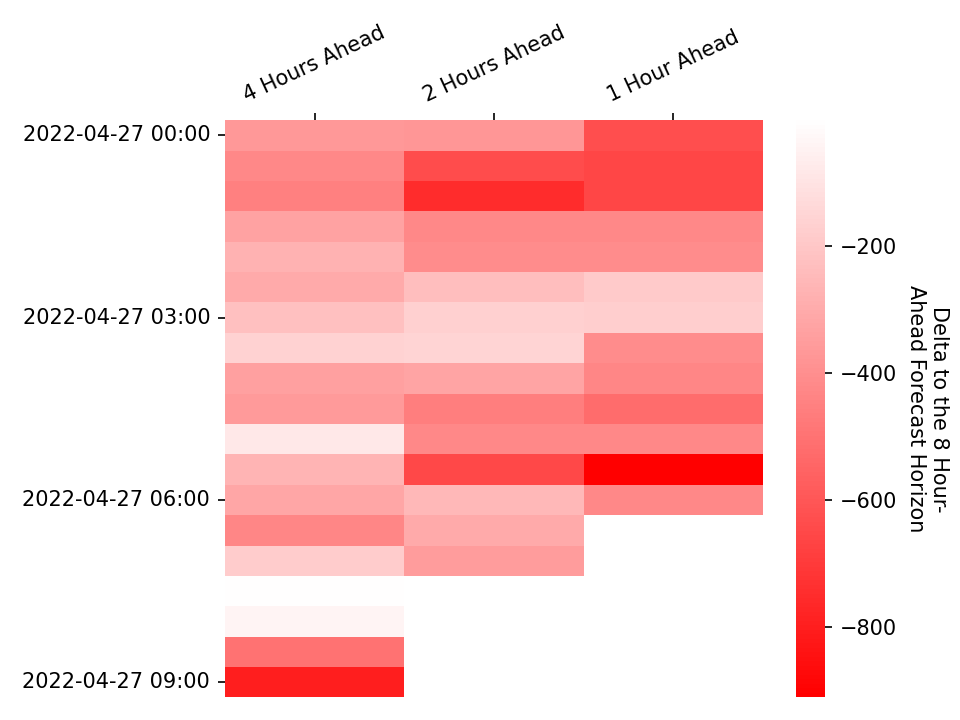 4 Hours Ahead
2 Hours Ahead
1 Hour Ahead
2022-04-27 00:00
2022-04-27 03:00
2022-04-27 06:00
2022-04-27 09:00
−200
−400
−600
−800
Delta to the 8 Hour-
Ahead Forecast Horizon